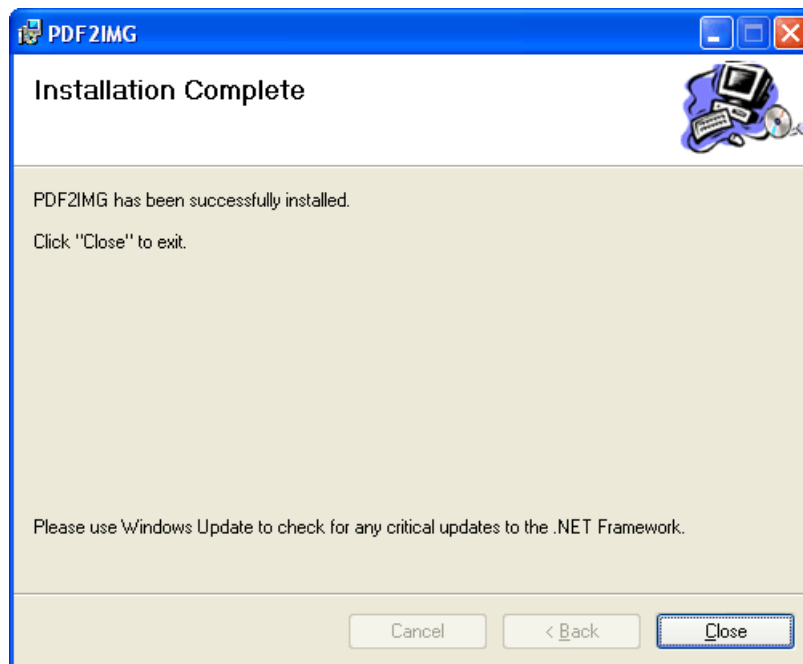 PDF2IMG
Installation Complete
PDF2IMG has been successfully installed.
Click "Close" to exit.
Please use Windows Update to check for any critical updates to the .NET Framework.
Cancel
< Back
Close